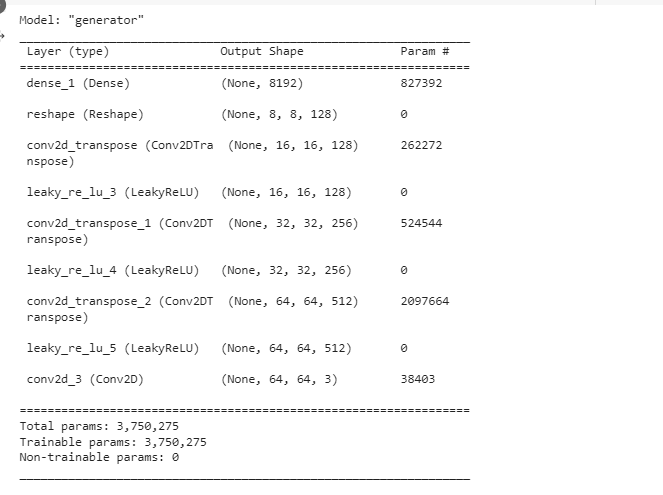 Model: "generator"
_________________________________________________________________
Layer (type) Output Shape Param #
=================================================================
dense_1 (Dense) (None, 8192) 827392
reshape (Reshape) (None, 8, 8, 128) 0
conv2d_transpose (Conv2DTra (None, 16, 16, 128) 262272
nspose)
leaky_re_lu_3 (LeakyReLU) (None, 16, 16, 128) 0
conv2d_transpose_1 (Conv2DT (None, 32, 32, 256) 524544
ranspose)
leaky_re_lu_4 (LeakyReLU) (None, 32, 32, 256) 0
conv2d_transpose_2 (Conv2DT (None, 64, 64, 512) 2097664
ranspose)
leaky_re_lu_5 (LeakyReLU) (None, 64, 64, 512) 0
conv2d_3 (Conv2D) (None, 64, 64, 3) 38403
=================================================================
Total params: 3,750,275
Trainable params: 3,750,275
Non-trainable params: 0
_________________________________________________________________